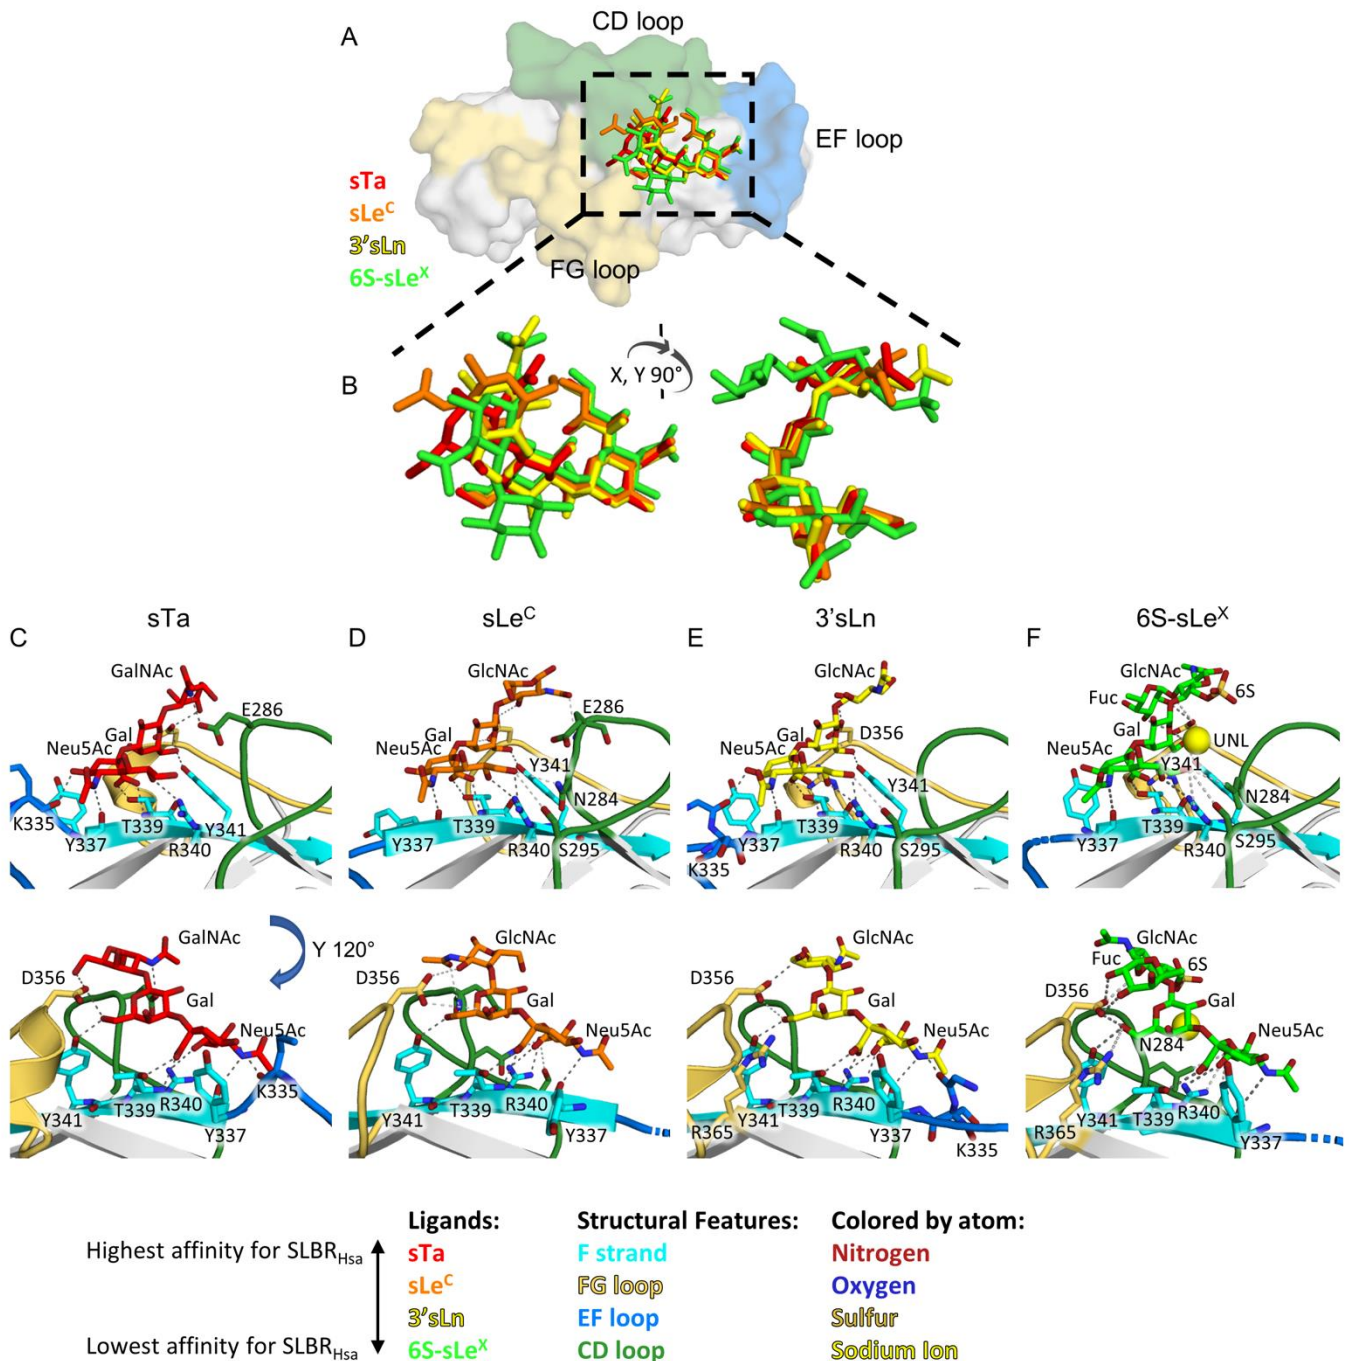 A
CD loop
EF loop
FG loop
sTa
sLeC
3'sLn
6S-sLeX
B
X, Y 90°
C
sTa
D
sLeC
E
3'sLn
F
6S-sLeX
GalNAc
E286
Gal
Neu5Ac
K335
Y337
T339
R340
Y341
GlcNAc
E286
Gal
Neu5Ac
Y341
N284
Y337
T339
R340
S295
GlcNAc
Gal
D356
Neu5Ac
Y341
T339
Y337
R340
S295
K335
GlcNAc
Fuc
6S
Gal
UNL
Neu5Ac
Y341
N284
Y337
T339
R340
S295
GalNAc
Y 120°
D356
Gal
Neu5Ac
K335
Y341
T339
R340
Y337
GlcNAc
D356
Gal
Neu5Ac
Y341
T339
R340
Y337
GlcNAc
D356
Gal
Neu5Ac
R365
Y341
T339
R340
Y337
K335
GlcNAc
Fuc
6S
D356
Gal
Neu5Ac
N284
R365
Y341
T339
R340
Y337
Highest affinity for SLBRHsa
Lowest affinity for SLBRHsa
Ligands:
sTa
sLeC
3'sLn
6S-sLeX
Structural Features:
F strand
FG loop
EF loop
CD loop
Colored by atom:
Nitrogen
Oxygen
Sulfur
Sodium Ion